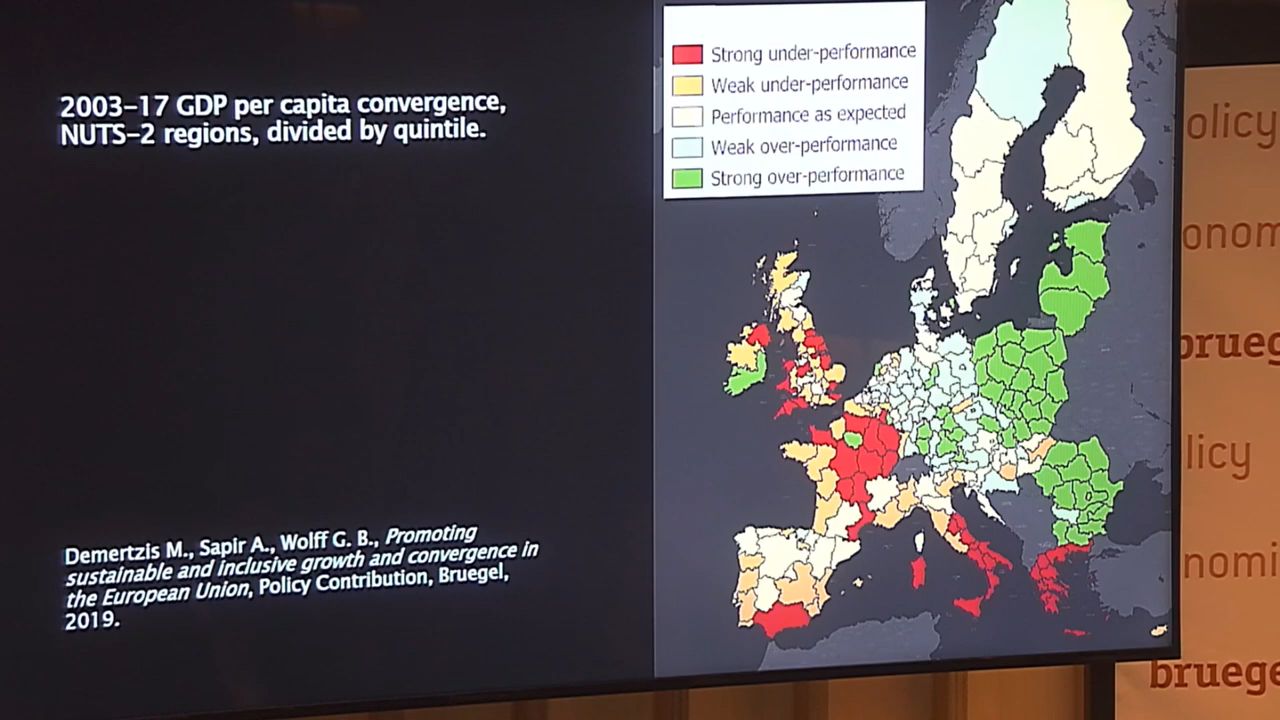 2003–17 GDP per capita convergence,
NUTS–2 regions, divided by quintile.
Demertzis M., Sapir A., Wolff G. B., Promoting
sustainable and inclusive growth and convergence in
the European Union, Policy Contribution, Bruegel,
2019.
Strong under-performance
Weak under-performance
Performance as expected
Weak over-performance
Strong over-performance
olicy
onom
brueg
licy
nomi
bruege